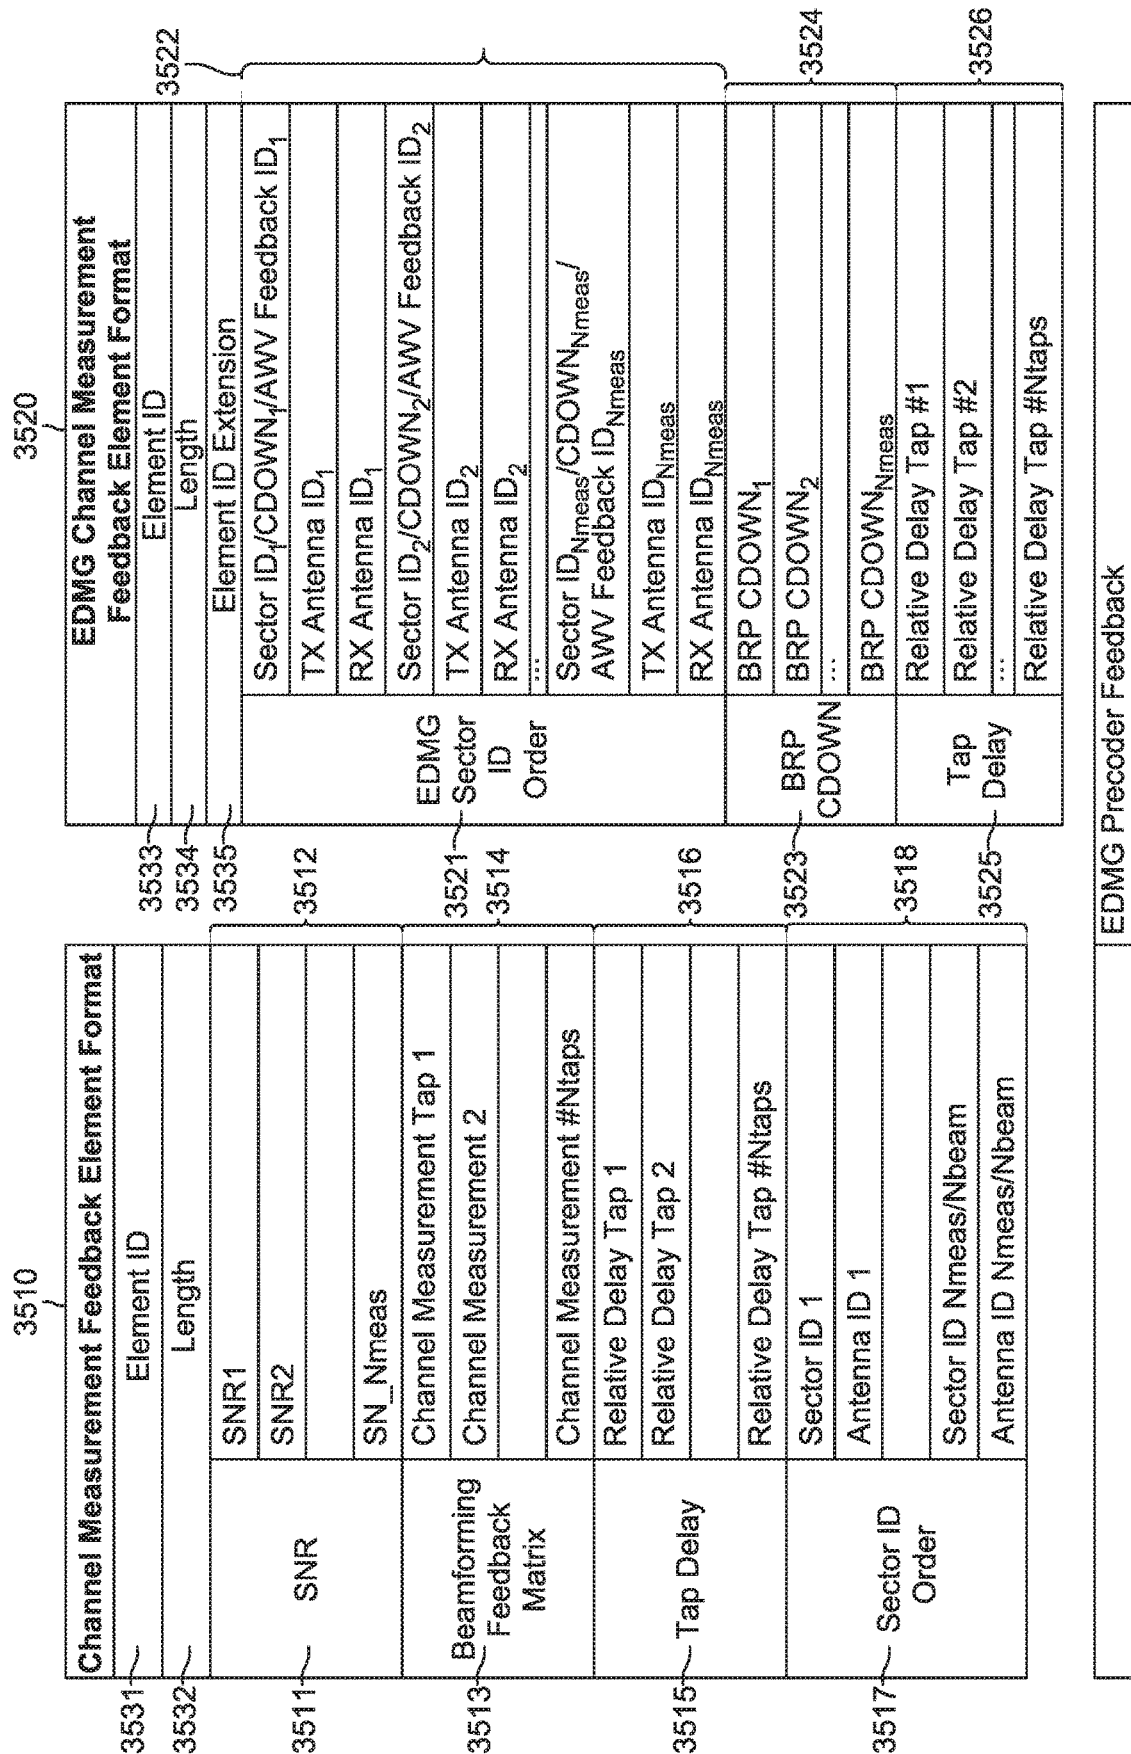 3510
Channel Measurement Feedback Element Format
3531
Element ID
3532
Length
3511
SNR
SNR1
SNR2
SN_Nmeas
3512
3513
Beamforming
Feedback
Matrix
Channel Measurement Tap 1
Channel Measurement 2
Channel Measurement #Ntaps
3514
3515
Tap Delay
Relative Delay Tap 1
Relative Delay Tap 2
Relative Delay Tap #Ntaps
3516
3517
Sector ID
Order
Sector ID 1
Antenna ID 1
Sector ID Nmeas/Nbeam
Antenna ID Nmeas/Nbeam
3518
3520
EDMG Channel Measurement
Feedback Element Format
3533
Element ID
3534
Length
3535
Element ID Extension
3521
EDMG
Sector
ID
Order
Sector ID1/CDOWN1/AWV Feedback ID1
TX Antenna ID1
RX Antenna ID1
Sector ID2/CDOWN2/AWV Feedback ID2
TX Antenna ID2
RX Antenna ID2
...
Sector IDNmeas/CDOWNNmeas/
AWV Feedback IDNmeas
TX Antenna IDNmeas
RX Antenna IDNmeas
3522
3523
BRP
CDOWN
BRP CDOWN1
BRP CDOWN2
...
BRP CDOWNNmeas
3524
3525
Tap
Delay
Relative Delay Tap #1
Relative Delay Tap #2
...
Relative Delay Tap #Ntaps
3526
EDMG Precoder Feedback